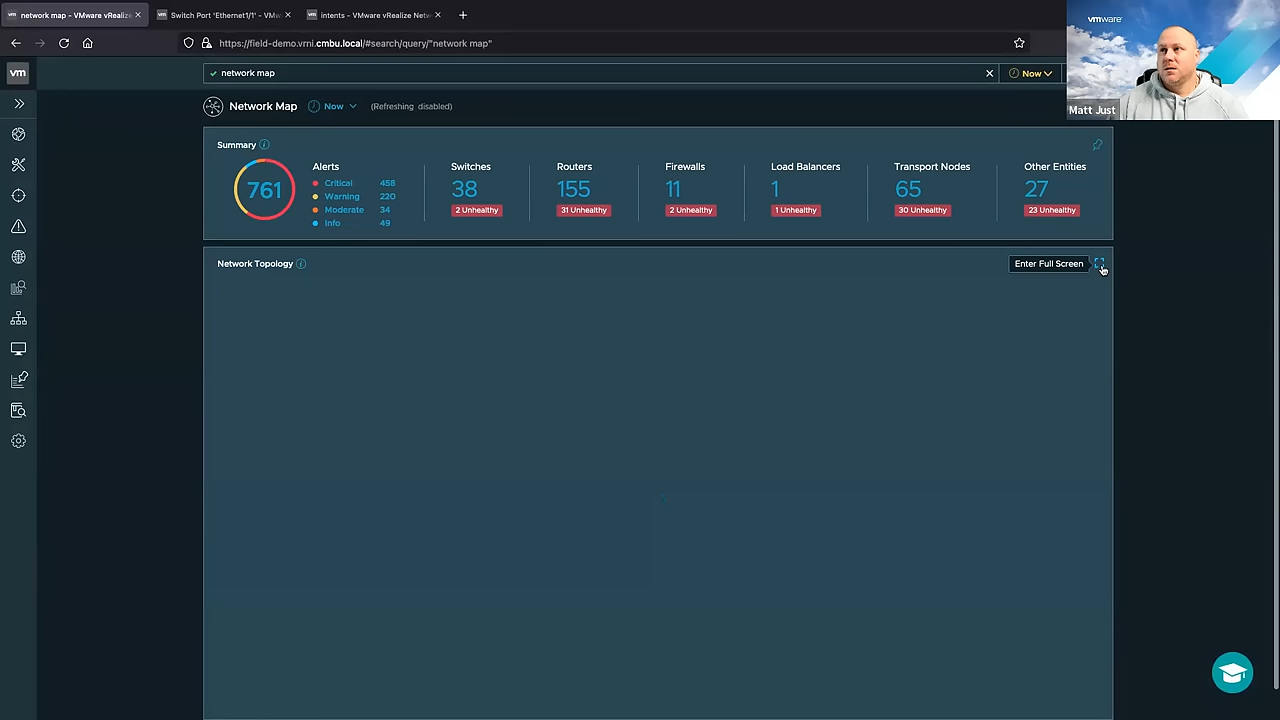 network map - VMware vRealize
Switch Port 'Ethernet1/1' - VMw
intents - VMware vRealize Netw
https://field-demo.vrni.cmbu.local/#search/query/"network map"
vmware
Matt Just
vm
network map
Now
Network Map
Now
(Refreshing disabled)
Summary
761
Alerts
Critical 458
Warning 220
Moderate 34
Info 49
Switches
38
2 Unhealthy
Routers
155
31 Unhealthy
Firewalls
11
2 Unhealthy
Load Balancers
1
1 Unhealthy
Transport Nodes
65
30 Unhealthy
Other Entities
27
23 Unhealthy
Network Topology
Enter Full Screen